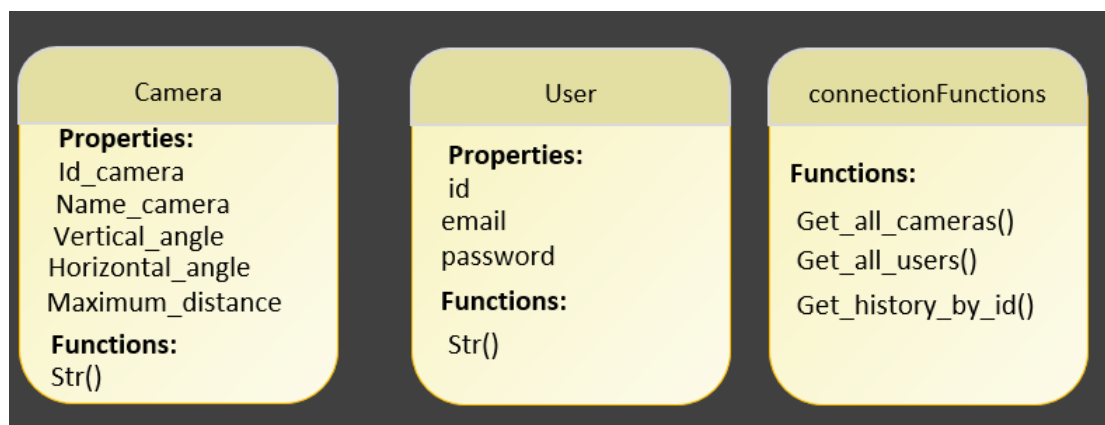 Camera
Properties:
Id_camera
Name_camera
Vertical_angle
Horizontal_angle
Maximum_distance
Functions:
Str()
User
Properties:
id
email
password
Functions:
Str()
connectionFunctions
Functions:
Get_all_cameras()
Get_all_users()
Get_history_by_id()